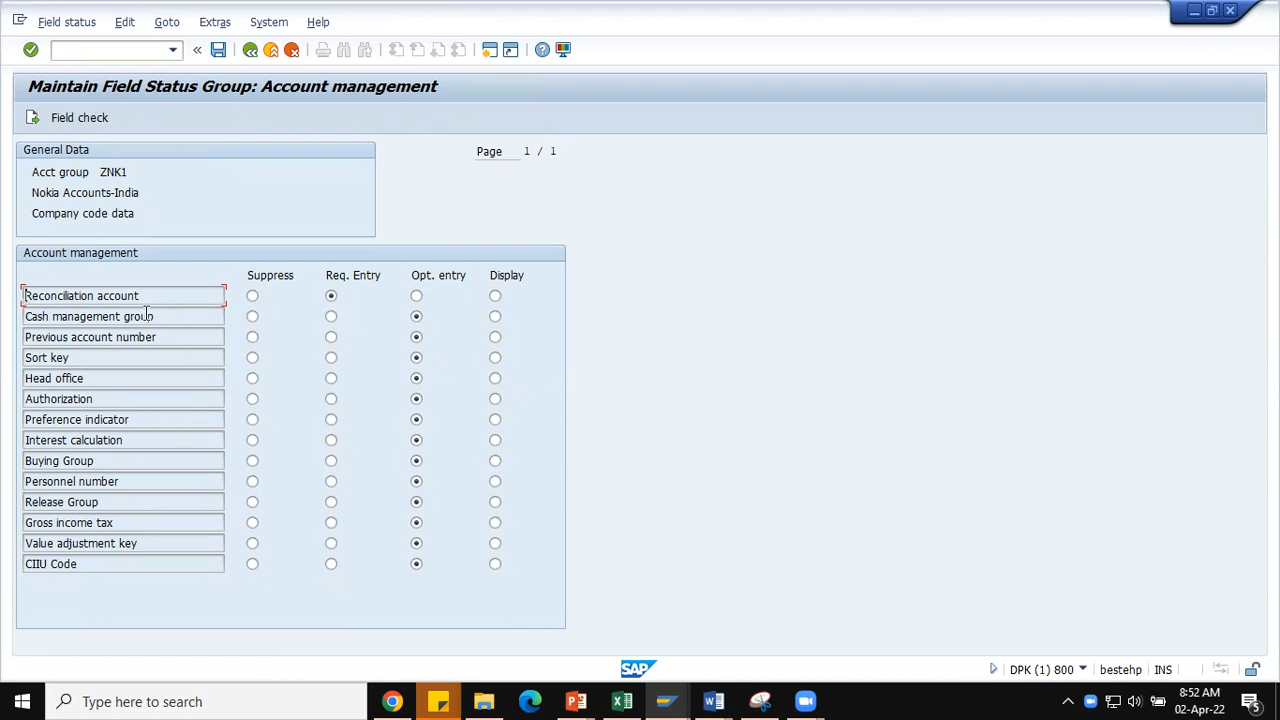 Field status Edit Goto Extras System Help
Maintain Field Status Group: Account management
Field check
General Data
Page 1 / 1
Acct group ZNK1
Nokia Accounts-India
Company code data
Account management
Suppress Req. Entry Opt. entry Display
Reconciliation account
Cash management group
Previous account number
Sort key
Head office
Authorization
Preference indicator
Interest calculation
Buying Group
Personnel number
Release Group
Gross income tax
Value adjustment key
CIIU Code
SAP
DPK (1) 800 bestehp INS
Type here to search
8:52 AM
02-Apr-22
5